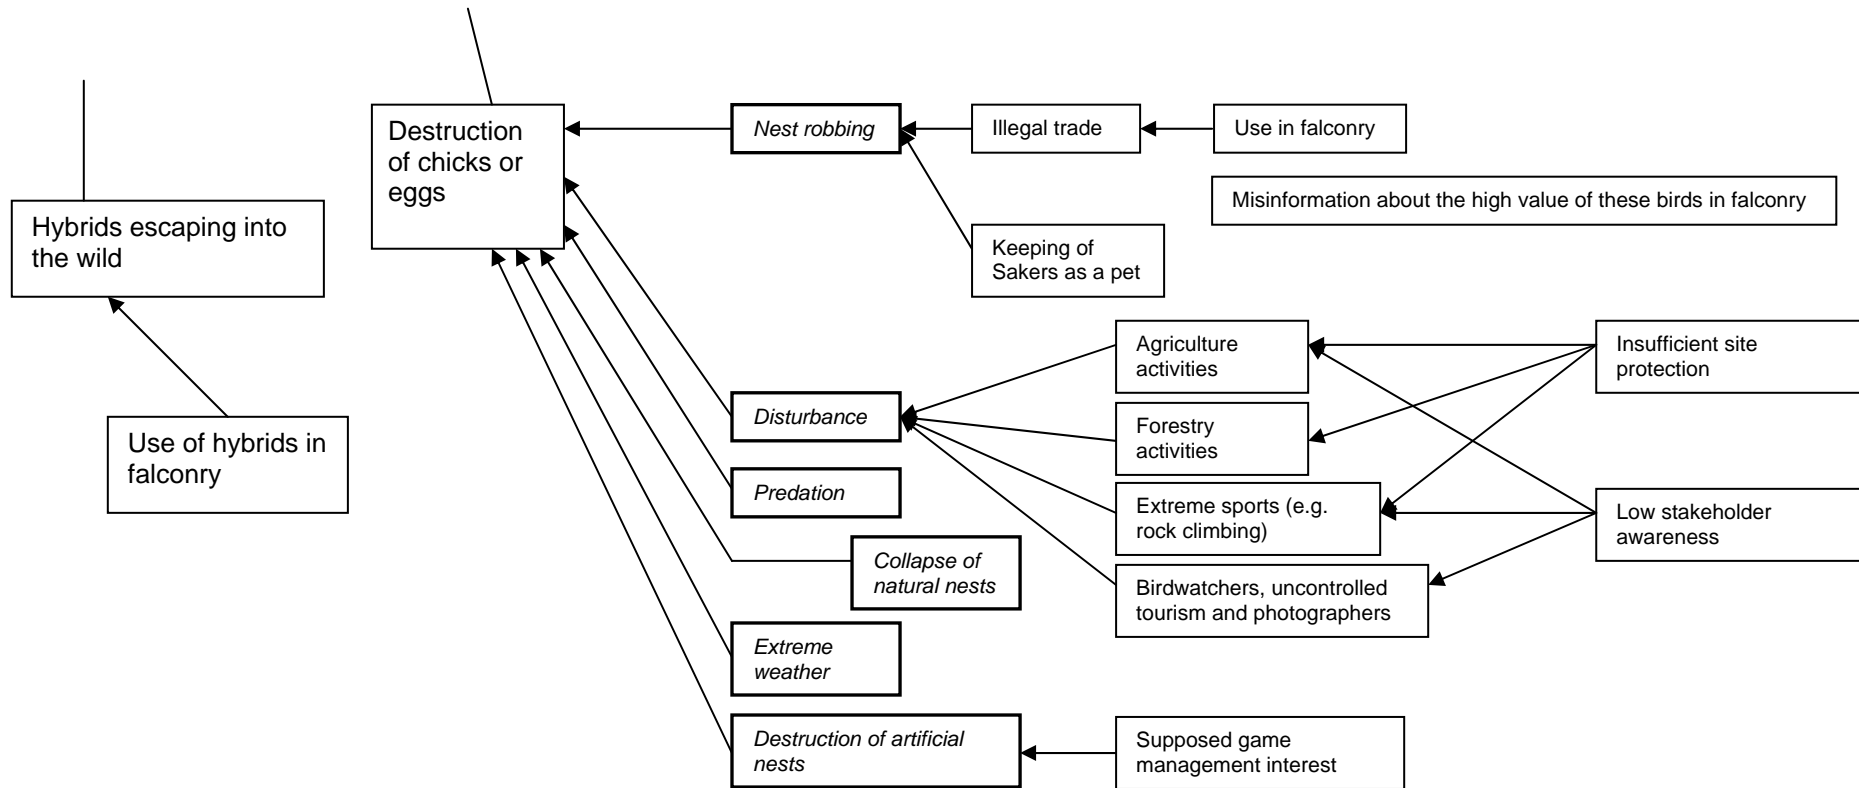 Destruction
of chicks or
eggs
Nest robbing
Illegal trade
Use in falconry
Misinformation about the high value of these birds in falconry
Hybrids escaping into
the wild
Keeping of
Sakers as a pet
Use of hybrids in
falconry
Disturbance
Agriculture
activities
Insufficient site
protection
Forestry
activities
Predation
Extreme sports (e.g.
rock climbing)
Low stakeholder
awareness
Collapse of
natural nests
Birdwatchers, uncontrolled
tourism and photographers
Extreme
weather
Destruction of artificial
nests
Supposed game
management interest